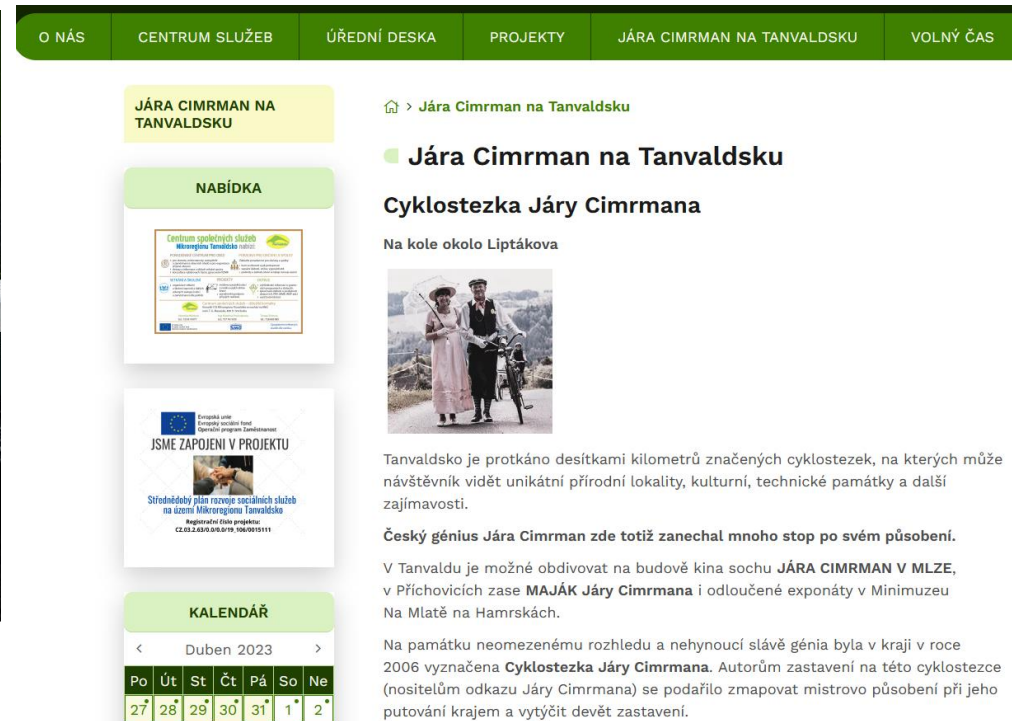 O NÁS
CENTRUM SLUŽEB
ÚŘEDNÍ DESKA
PROJEKTY
JÁRA CIMRMAN NA TANVALDSKU
VOLNÝ ČAS
JÁRA CIMRMAN NA
TANVALDSKU
NABÍDKA
Centrum společných služeb
Mikroregionu Tanvaldsko nabízí:
Evropská unie
Evropský sociální fond
Operační program Zaměstnanost
JSME ZAPOJENI V PROJEKTU
Střednědobý plán rozvoje sociálních služeb
na území Mikroregionu Tanvaldsko
Registrační číslo projektu:
CZ.03.2.63/0.0/0.0/19_106/0015111
KALENDÁŘ
< Duben 2023 >
Po Út St Čt Pá So Ne
27 28 29 30 31 1 2
> Jára Cimrman na Tanvaldsku
Jára Cimrman na Tanvaldsku
Cyklostezka Járy Cimrmana
Na kole okolo Liptákova
Tanvaldsko je protkáno desítkami kilometrů značených cyklostezek, na kterých může
návštěvník vidět unikátní přírodní lokality, kulturní, technické památky a další
zajímavosti.
Český génius Jára Cimrman zde totiž zanechal mnoho stop po svém působení.
V Tanvaldu je možné obdivovat na budově kina sochu JÁRA CIMRMAN V MLZE,
v Příchovicích zase MAJÁK Járy Cimrmana i odloučené exponáty v Minimuzeu
Na Mlatě na Hamrskách.
Na památku neomezenému rozhledu a nehynoucí slávě génia byla v kraji v roce
2006 vyznačena Cyklostezka Járy Cimrmana. Autorům zastavení na této cyklostezce
(nositelům odkazu Járy Cimrmana) se podařilo zmapovat mistrovo působení při jeho
putování krajem a vytýčit devět zastavení.